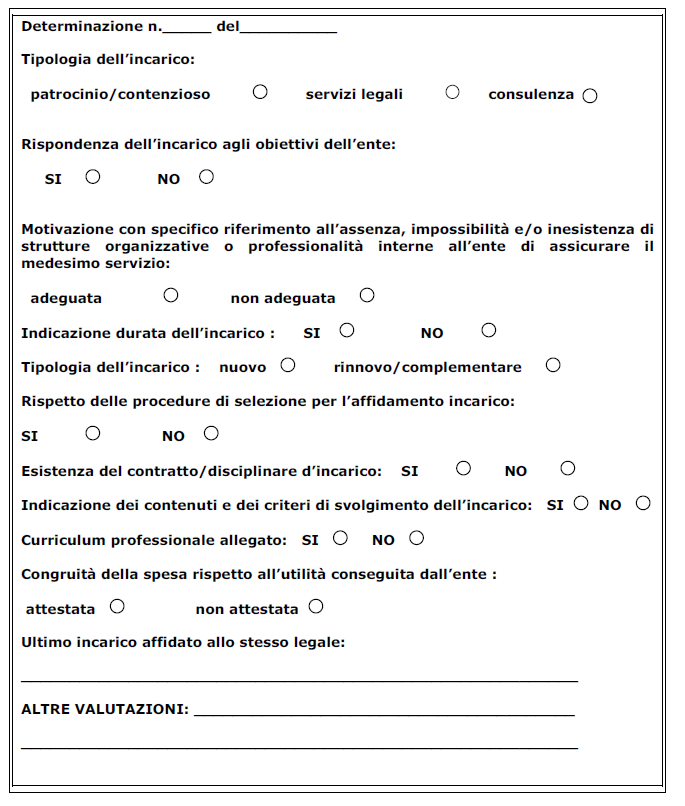 Determinazione n.______ del____________
Tipologia dell'incarico:
patrocinio/contenzioso servizi legali consulenza
Rispondenza dell'incarico agli obiettivi dell'ente:
SI NO
Motivazione con specifico riferimento all'assenza, impossibilità e/o inesistenza di
strutture organizzative o professionalità interne all'ente di assicurare il
medesimo servizio:
adeguata non adeguata
Indicazione durata dell'incarico : SI NO
Tipologia dell'incarico : nuovo rinnovo/complementare
Rispetto delle procedure di selezione per l'affidamento incarico:
SI NO
Esistenza del contratto/disciplinare d'incarico: SI NO
Indicazione dei contenuti e dei criteri di svolgimento dell'incarico: SI NO
Curriculum professionale allegato: SI NO
Congruità della spesa rispetto all'utilità conseguita dall'ente :
attestata non attestata
Ultimo incarico affidato allo stesso legale:
ALTRE VALUTAZIONI: ________________________________________________